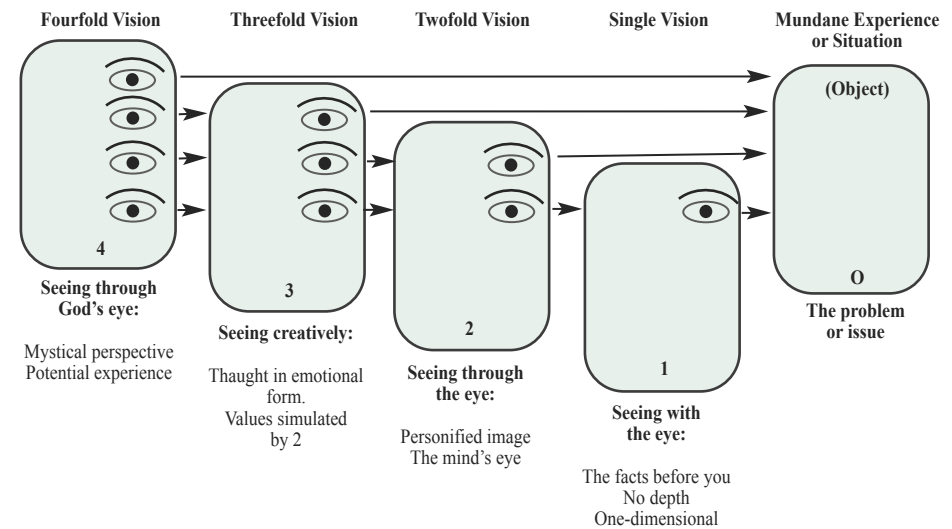 Fourfold Vision
Threefold Vision
Twofold Vision
Single Vision
Mundane Experience
or Situation
(Object)
4
Seeing through
God’s eye:
Mystical perspective
Potential experience
3
Seeing creatively:
Thaught in emotional
form.
Values simulated
by 2
2
Seeing through
the eye:
Personified image
The mind’s eye
1
Seeing with
the eye:
The facts before you
No depth
One-dimensional
O
The problem
or issue